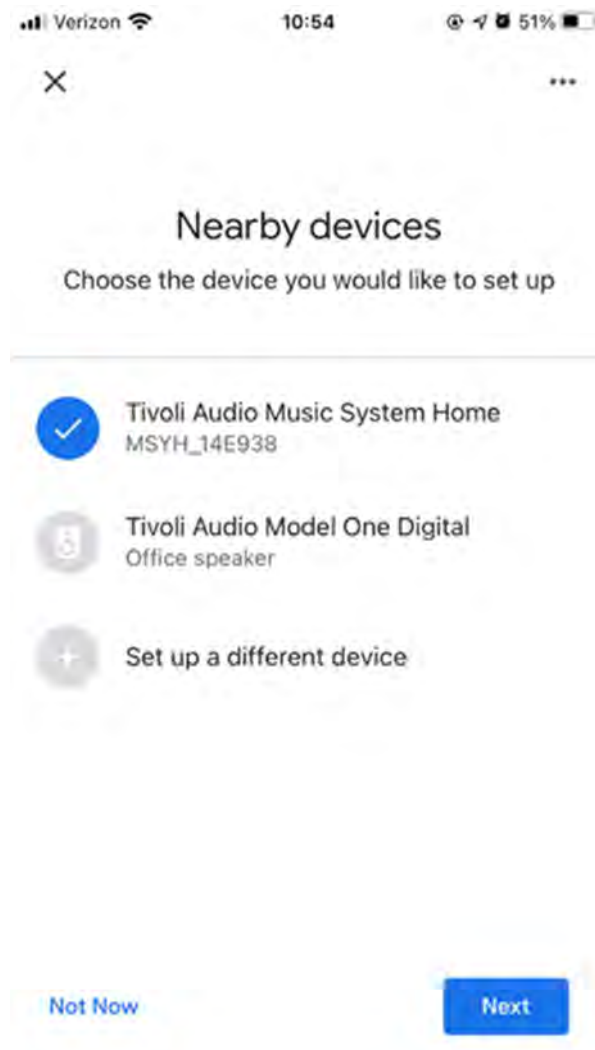 Verizon 10:54 51%
Nearby devices
Choose the device you would like to set up
Tivoli Audio Music System Home
MSYH_14E938
Tivoli Audio Model One Digital
Office speaker
Set up a different device
Not Now Next